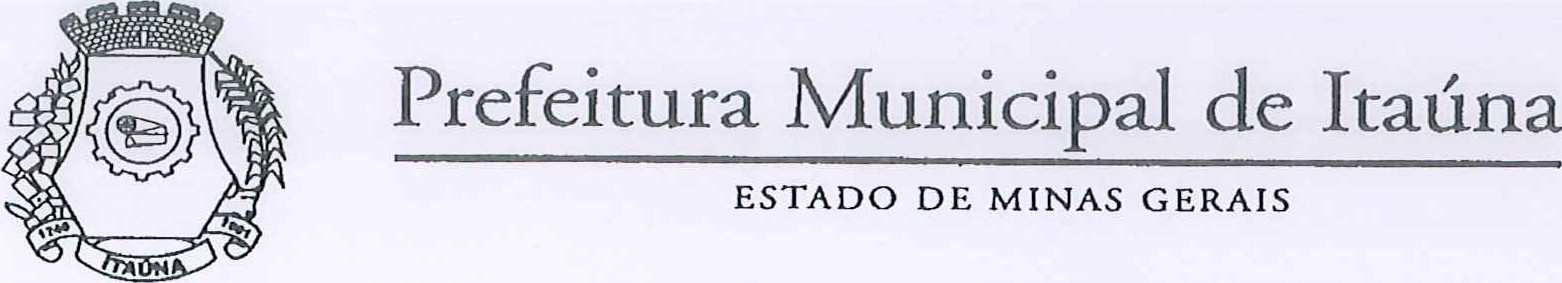 Prefeitura Municipal de Itaúna
ESTADO DE MINAS GERAIS
ITAÚNA